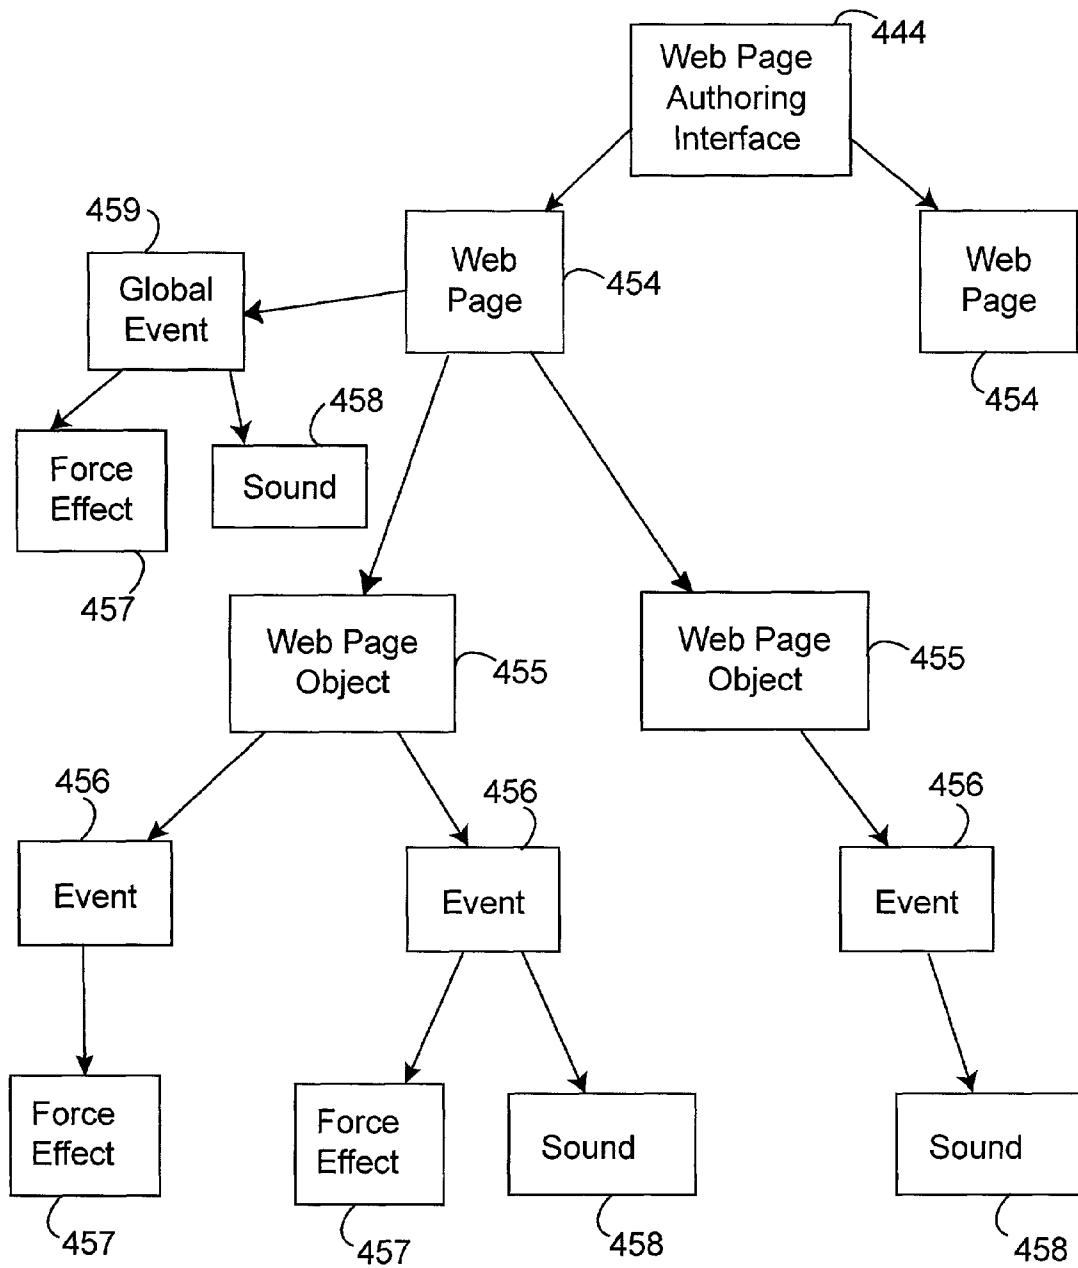 444
Web Page
Authoring
Interface
459
Global
Event
Web
Page
454
Web
Page
454
458
Force
Effect
Sound
457
Web Page
Object
455
Web Page
Object
455
456
Event
456
Event
456
Event
Force
Effect
457
Force
Effect
457
Sound
458
Sound
458